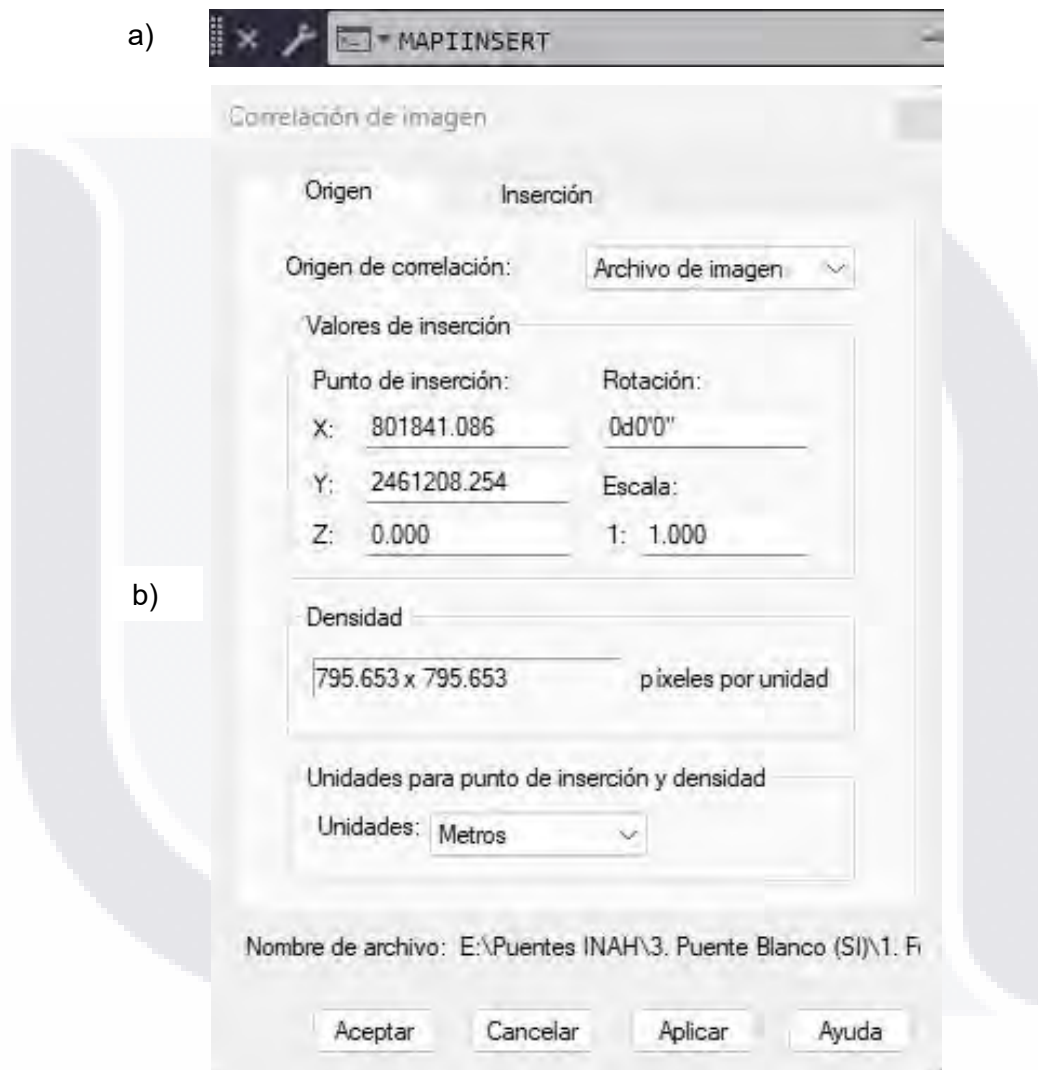 a)
MAPIINSERT
Correlación de imagen
Origen Inserción
Origen de correlación: Archivo de imagen
Valores de inserción
Punto de inserción: Rotación:
X: 801841.086 0d0'0"
Y: 2461208.254 Escala:
Z: 0.000 1: 1.000
b)
Densidad
795.653 x 795.653 píxeles por unidad
Unidades para punto de inserción y densidad
Unidades: Metros
Nombre de archivo: E:\Puentes INAH\3. Puente Blanco (SI)\1. F
Aceptar Cancelar Aplicar Ayuda